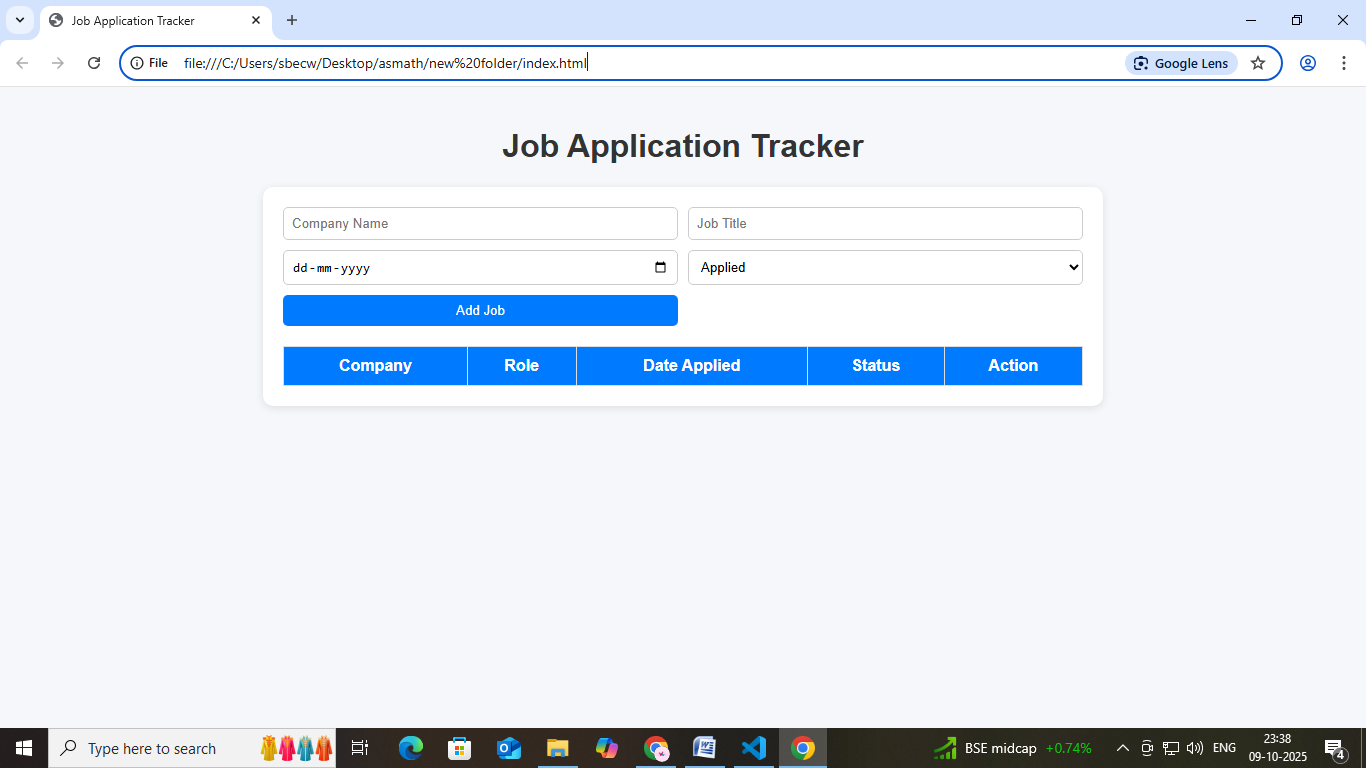 Job Application Tracker
File file:///C:/Users/sbecw/Desktop/asmath/new%20folder/index.html Google Lens
Job Application Tracker
Company Name Job Title
dd-mm-yyyy Applied
Add Job
Company Role Date Applied Status Action
Type here to search BSE midcap +0.74% ENG 23:38
09-10-2025 4